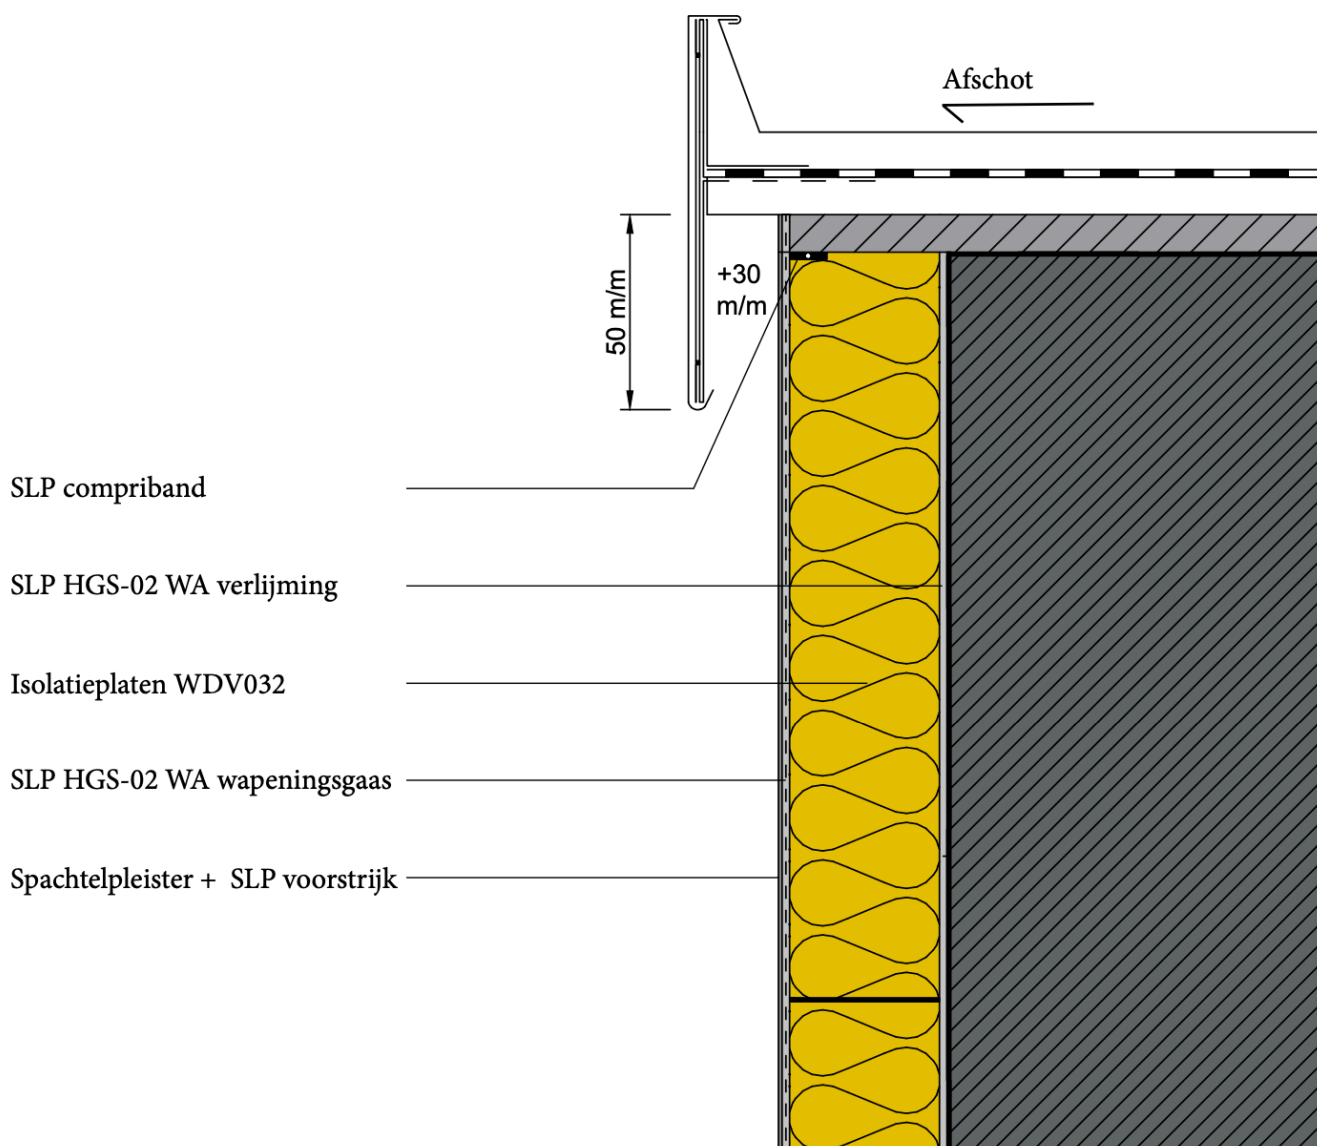 Afschot
50 m/m
+30
m/m
SLP compriband
SLP HGS-02 WA verlijming
Isolatieplaten WDV032
SLP HGS-02 WA wapeningsgaas
Spachtelpleister + SLP voorstrijk